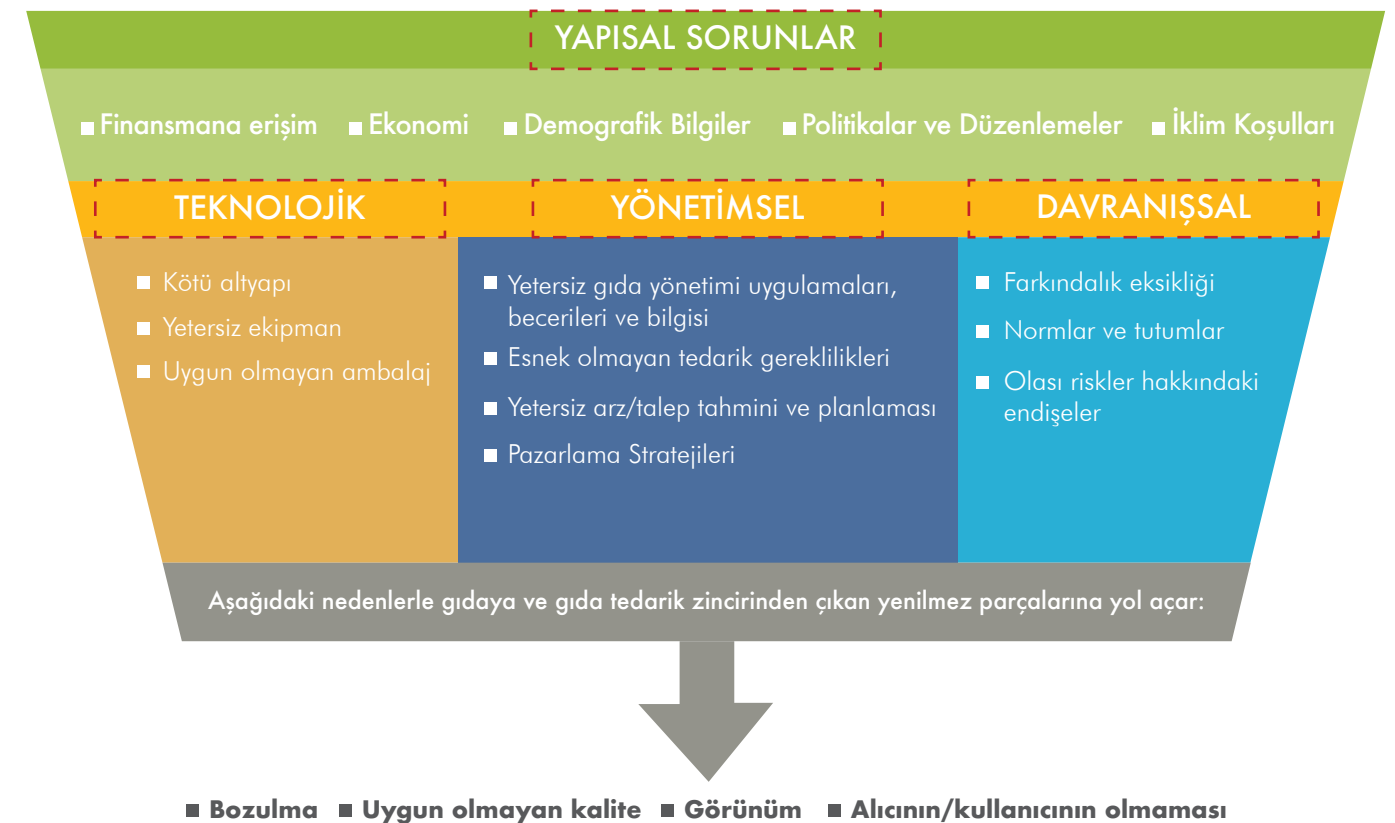 YAPISAL SORUNLAR
Finansmana erişim Ekonomi Demografik Bilgiler Politikalar ve Düzenlemeler İklim Koşulları
TEKNOLOJİK
Kötü altyapı
Yetersiz ekipman
Uygun olmayan ambalaj
YÖNETİMSEL
Yetersiz gıda yönetimi uygulamaları,
becerileri ve bilgisi
Esnek olmayan tedarik gereklilikleri
Yetersiz arz/talep tahmini ve planlaması
Pazarlama Stratejileri
DAVRANIŞSAL
Farkındalık eksikliği
Normlar ve tutumlar
Olası riskler hakkındaki
endişeler
Aşağıdaki nedenlerle gıdaya ve gıda tedarik zincirinden çıkan yenilmez parçalarına yol açar:
Bozulma Uygun olmayan kalite Görünüm Alıcının/kullanıcının olmaması